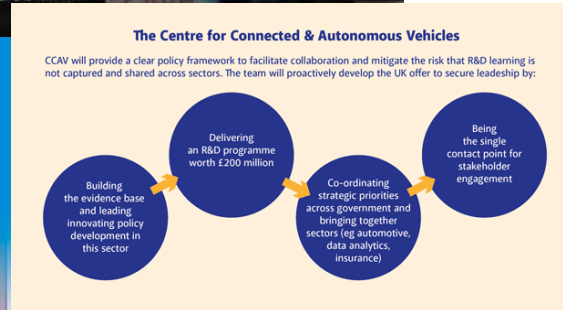 The Centre for Connected & Autonomous Vehicles
CCAV will provide a clear policy framework to facilitate collaboration and mitigate the risk that R&D learning is
not captured and shared across sectors. The team will proactively develop the UK offer to secure leadeship by:
Building
the evidence base
and leading
innovating policy
development in
this sector
Delivering
an R&D programme
worth £200 million
Co-ordinating
strategic priorities
across government and
bringing together
sectors (eg automotive,
data analytics,
insurance)
Being
the single
contact point for
stakeholder
engagement